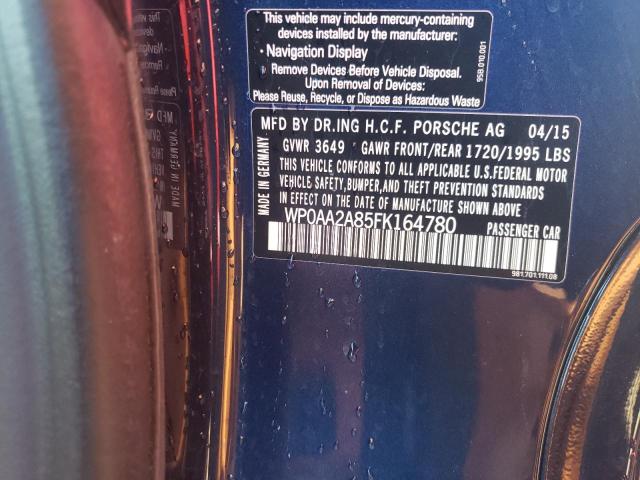 This vehicle may include mercury-containing
devices installed by the manufacturer:
· Navigation Display
Remove Devices Before Vehicle Disposal.
Upon Removal of Devices:
Please Reuse, Recycle, or Dispose as Hazardous Waste
95B.010.001
MFD BY DR.ING H.C.F. PORSCHE AG 04/15
GVWR 3649 GAWR FRONT/REAR 1720/1995 LBS
THIS VEHICLE CONFORMS TO ALL APPLICABLE U.S.FEDERAL MOTOR
VEHICLE SAFETY,BUMPER,AND THEFT PREVENTION STANDARDS
IN EFFECT ON THE DATE OF MANUFACTURE SHOWN ABOVE.
WP0AA2A85FK164780
PASSENGER CAR
MADE IN GERMANY
981.701.111.08